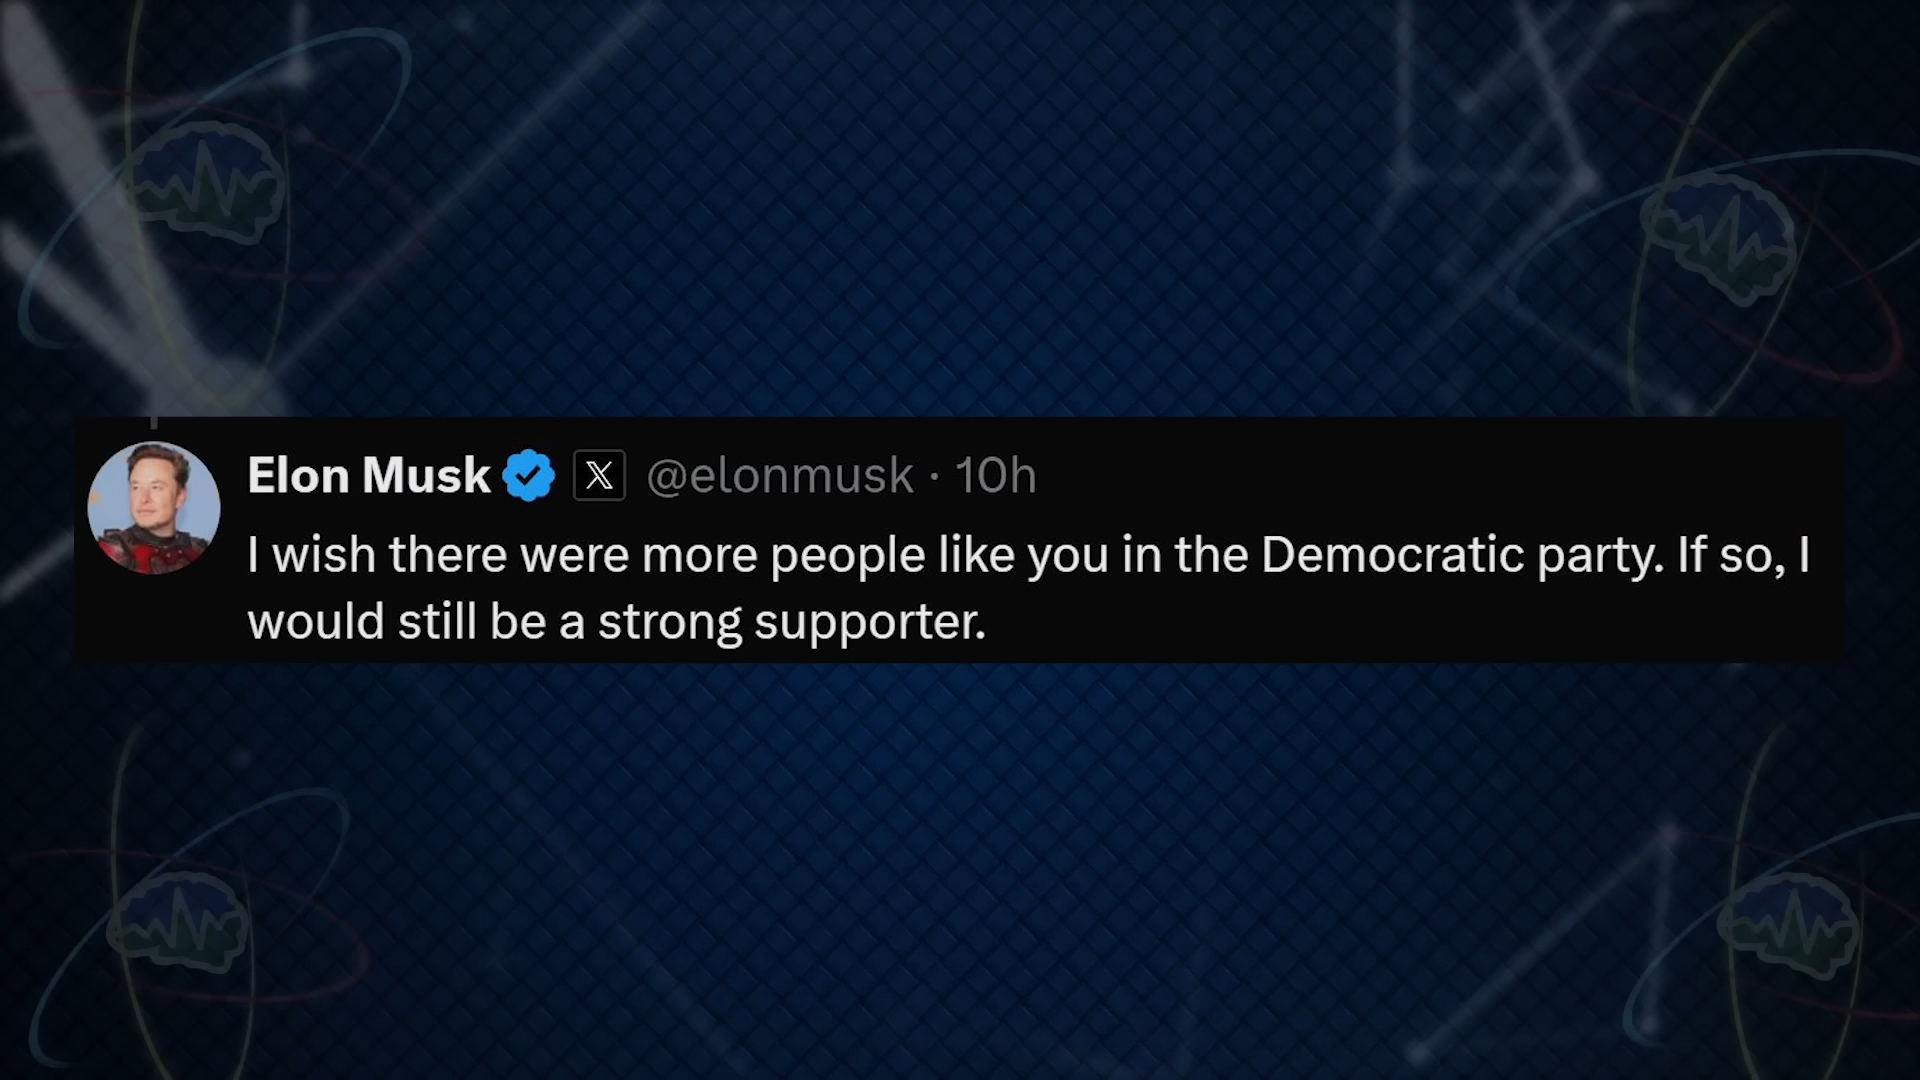 Elon Musk X @elonmusk · 10h
I wish there were more people like you in the Democratic party. If so, I
would still be a strong supporter.